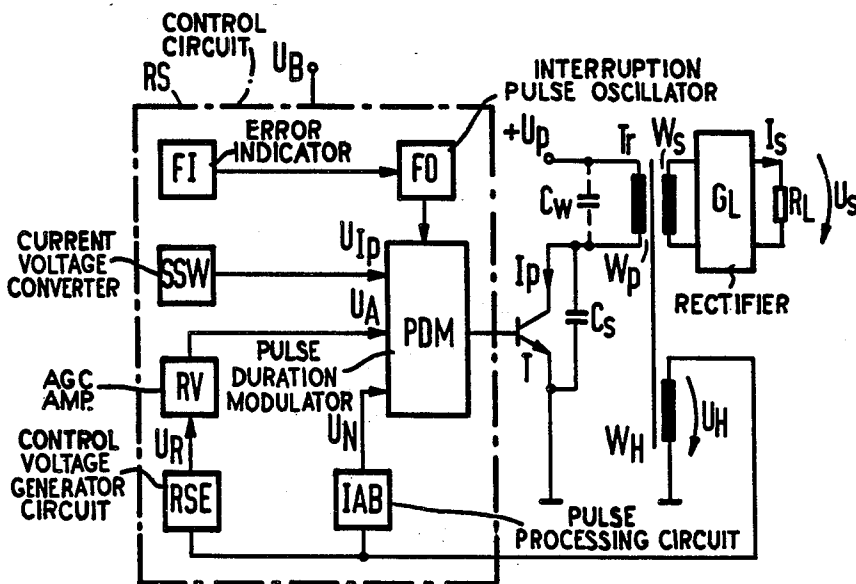 CONTROL
CIRCUIT
RS
UB
INTERRUPTION
PULSE OSCILLATOR
ERROR
INDICATOR
FI
FO
+Up
Tr
Ws
Is
CW
GL
RL
Us
CURRENT
VOLTAGE
CONVERTER
SSW
UIp
Ip
Wp
RECTIFIER
UA
PDM
CS
T
AGC
AMP.
RV
PULSE
DURATION
MODULATOR
UR
UN
WH
UH
CONTROL
VOLTAGE
GENERATOR
CIRCUIT
RSE
IAB
PULSE
PROCESSING CIRCUIT